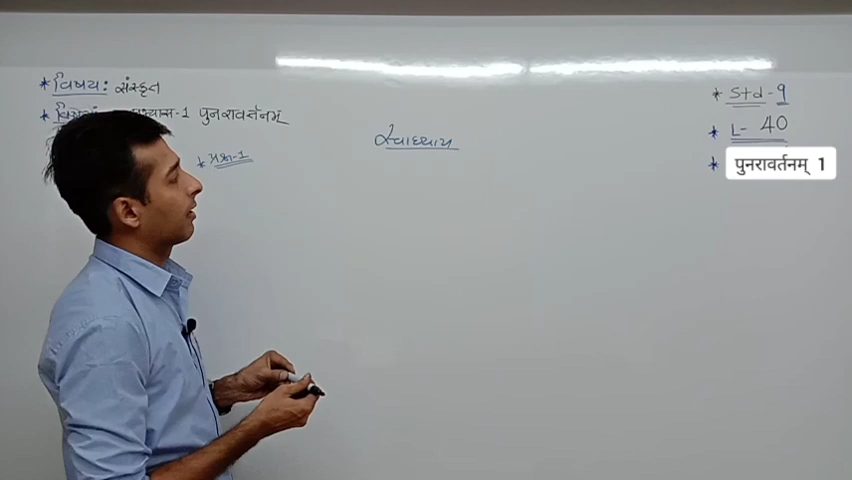 * विषय: संस्कृत
* अभ्यास-1 पुनरावर्तनम्
स्वाध्याय
* प्रश्न-1
* Std - 9
* L- 40
* पुनरावर्तनम् 1